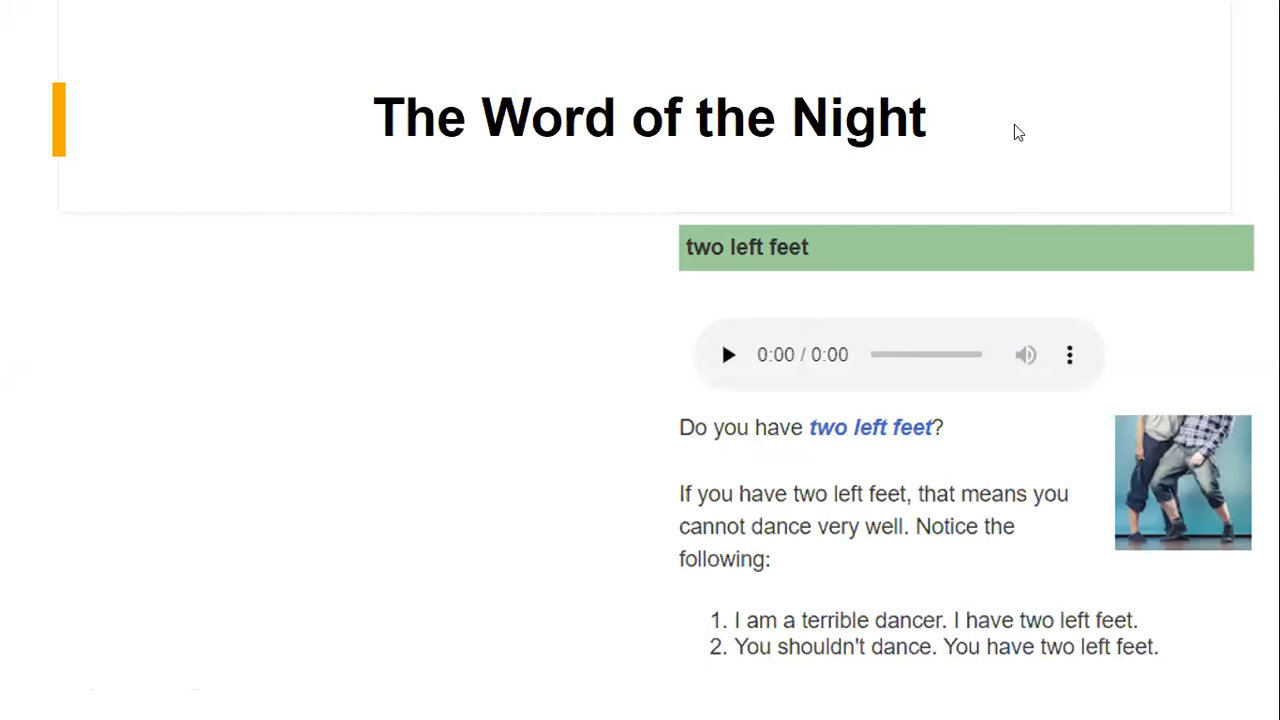 The Word of the Night
two left feet
0:00 / 0:00
Do you have two left feet?
If you have two left feet, that means you
cannot dance very well. Notice the
following:
1. I am a terrible dancer. I have two left feet.
2. You shouldn't dance. You have two left feet.